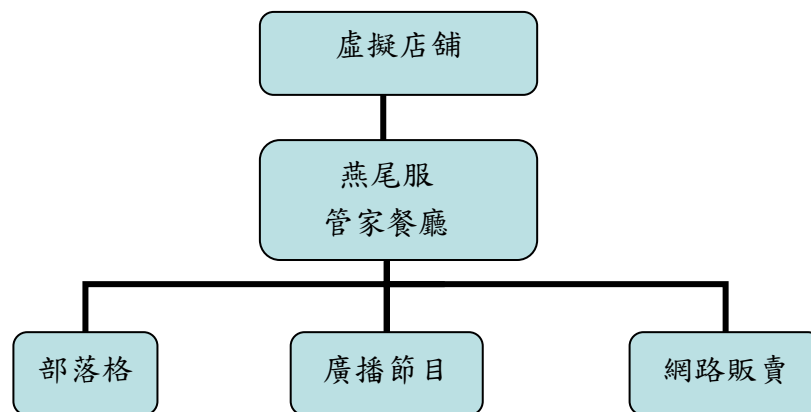 虛擬店舖
燕尾服
管家餐廳
部落格
廣播節目
網路販賣